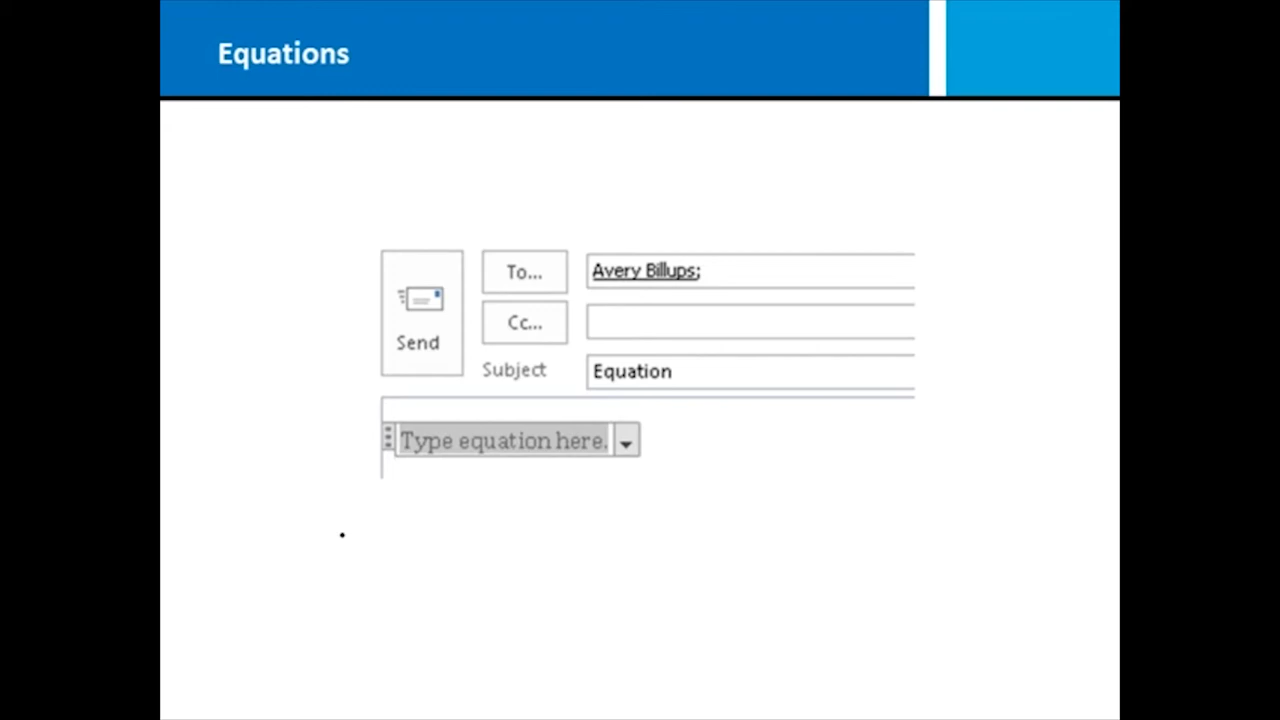 Equations
To...
Avery Billups;
Cc...
Send
Subject
Equation
Type equation here.